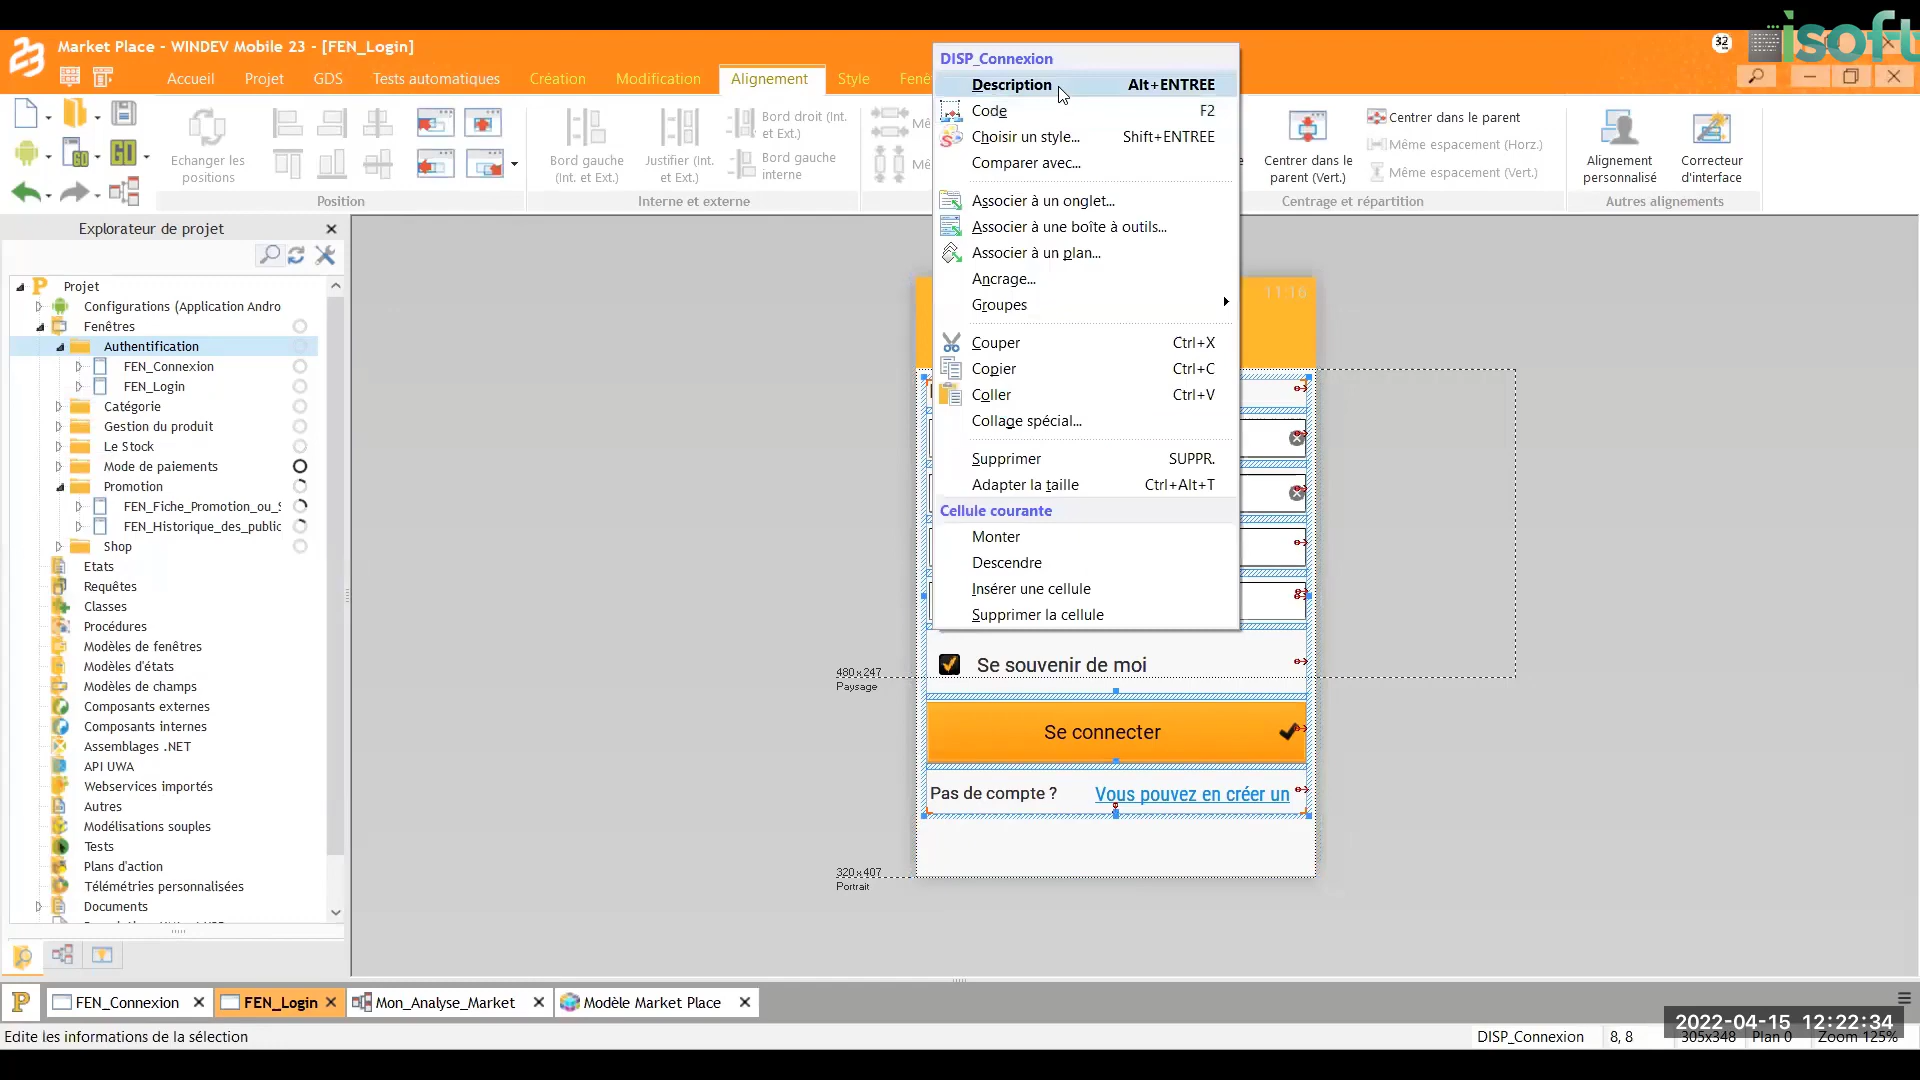 isoft
Market Place - WINDEV Mobile 23 - [FEN_Login]
32
Accueil Projet GDS Tests automatiques Création Modification Alignement Style
Echanger les positions
Bord gauche (Int. et Ext.)
Justifier (Int. et Ext.)
Bord droit (Int. et Ext.)
Bord gauche interne
Centrer dans le parent (Vert.)
Centrer dans le parent
Même espacement (Horz.)
Même espacement (Vert.)
Alignement personnalisé
Correcteur d'interface
Position
Interne et externe
Centrage et répartition
Autres alignements
Explorateur de projet
Projet
Configurations (Application Andro
Fenêtres
Authentification
FEN_Connexion
FEN_Login
Catégorie
Gestion du produit
Le Stock
Mode de paiements
Promotion
FEN_Fiche_Promotion_ou_S
FEN_Historique_des_public
Shop
Etats
Requêtes
Classes
Procédures
Modèles de fenêtres
Modèles d'états
Modèles de champs
Composants externes
Composants internes
Assemblages .NET
API UWA
Webservices importés
Autres
Modélisations souples
Tests
Plans d'action
Télémétries personnalisées
Documents
DISP_Connexion
Description Alt+ENTREE
Code F2
Choisir un style... Shift+ENTREE
Comparer avec...
Associer à un onglet...
Associer à une boîte à outils...
Associer à un plan...
Ancrage...
Groupes
Couper Ctrl+X
Copier Ctrl+C
Coller Ctrl+V
Collage spécial...
Supprimer SUPPR.
Adapter la taille Ctrl+Alt+T
Cellule courante
Monter
Descendre
Insérer une cellule
Supprimer la cellule
11:16
Se souvenir de moi
480x247
Paysage
Se connecter
Pas de compte ? Vous pouvez en créer un
320x407
Portrait
FEN_Connexion FEN_Login Mon_Analyse_Market Modèle Market Place
2022-04-15 12:22:34
Edite les informations de la sélection DISP_Connexion 8, 8 305x348 Plan 0 Zoom 125%